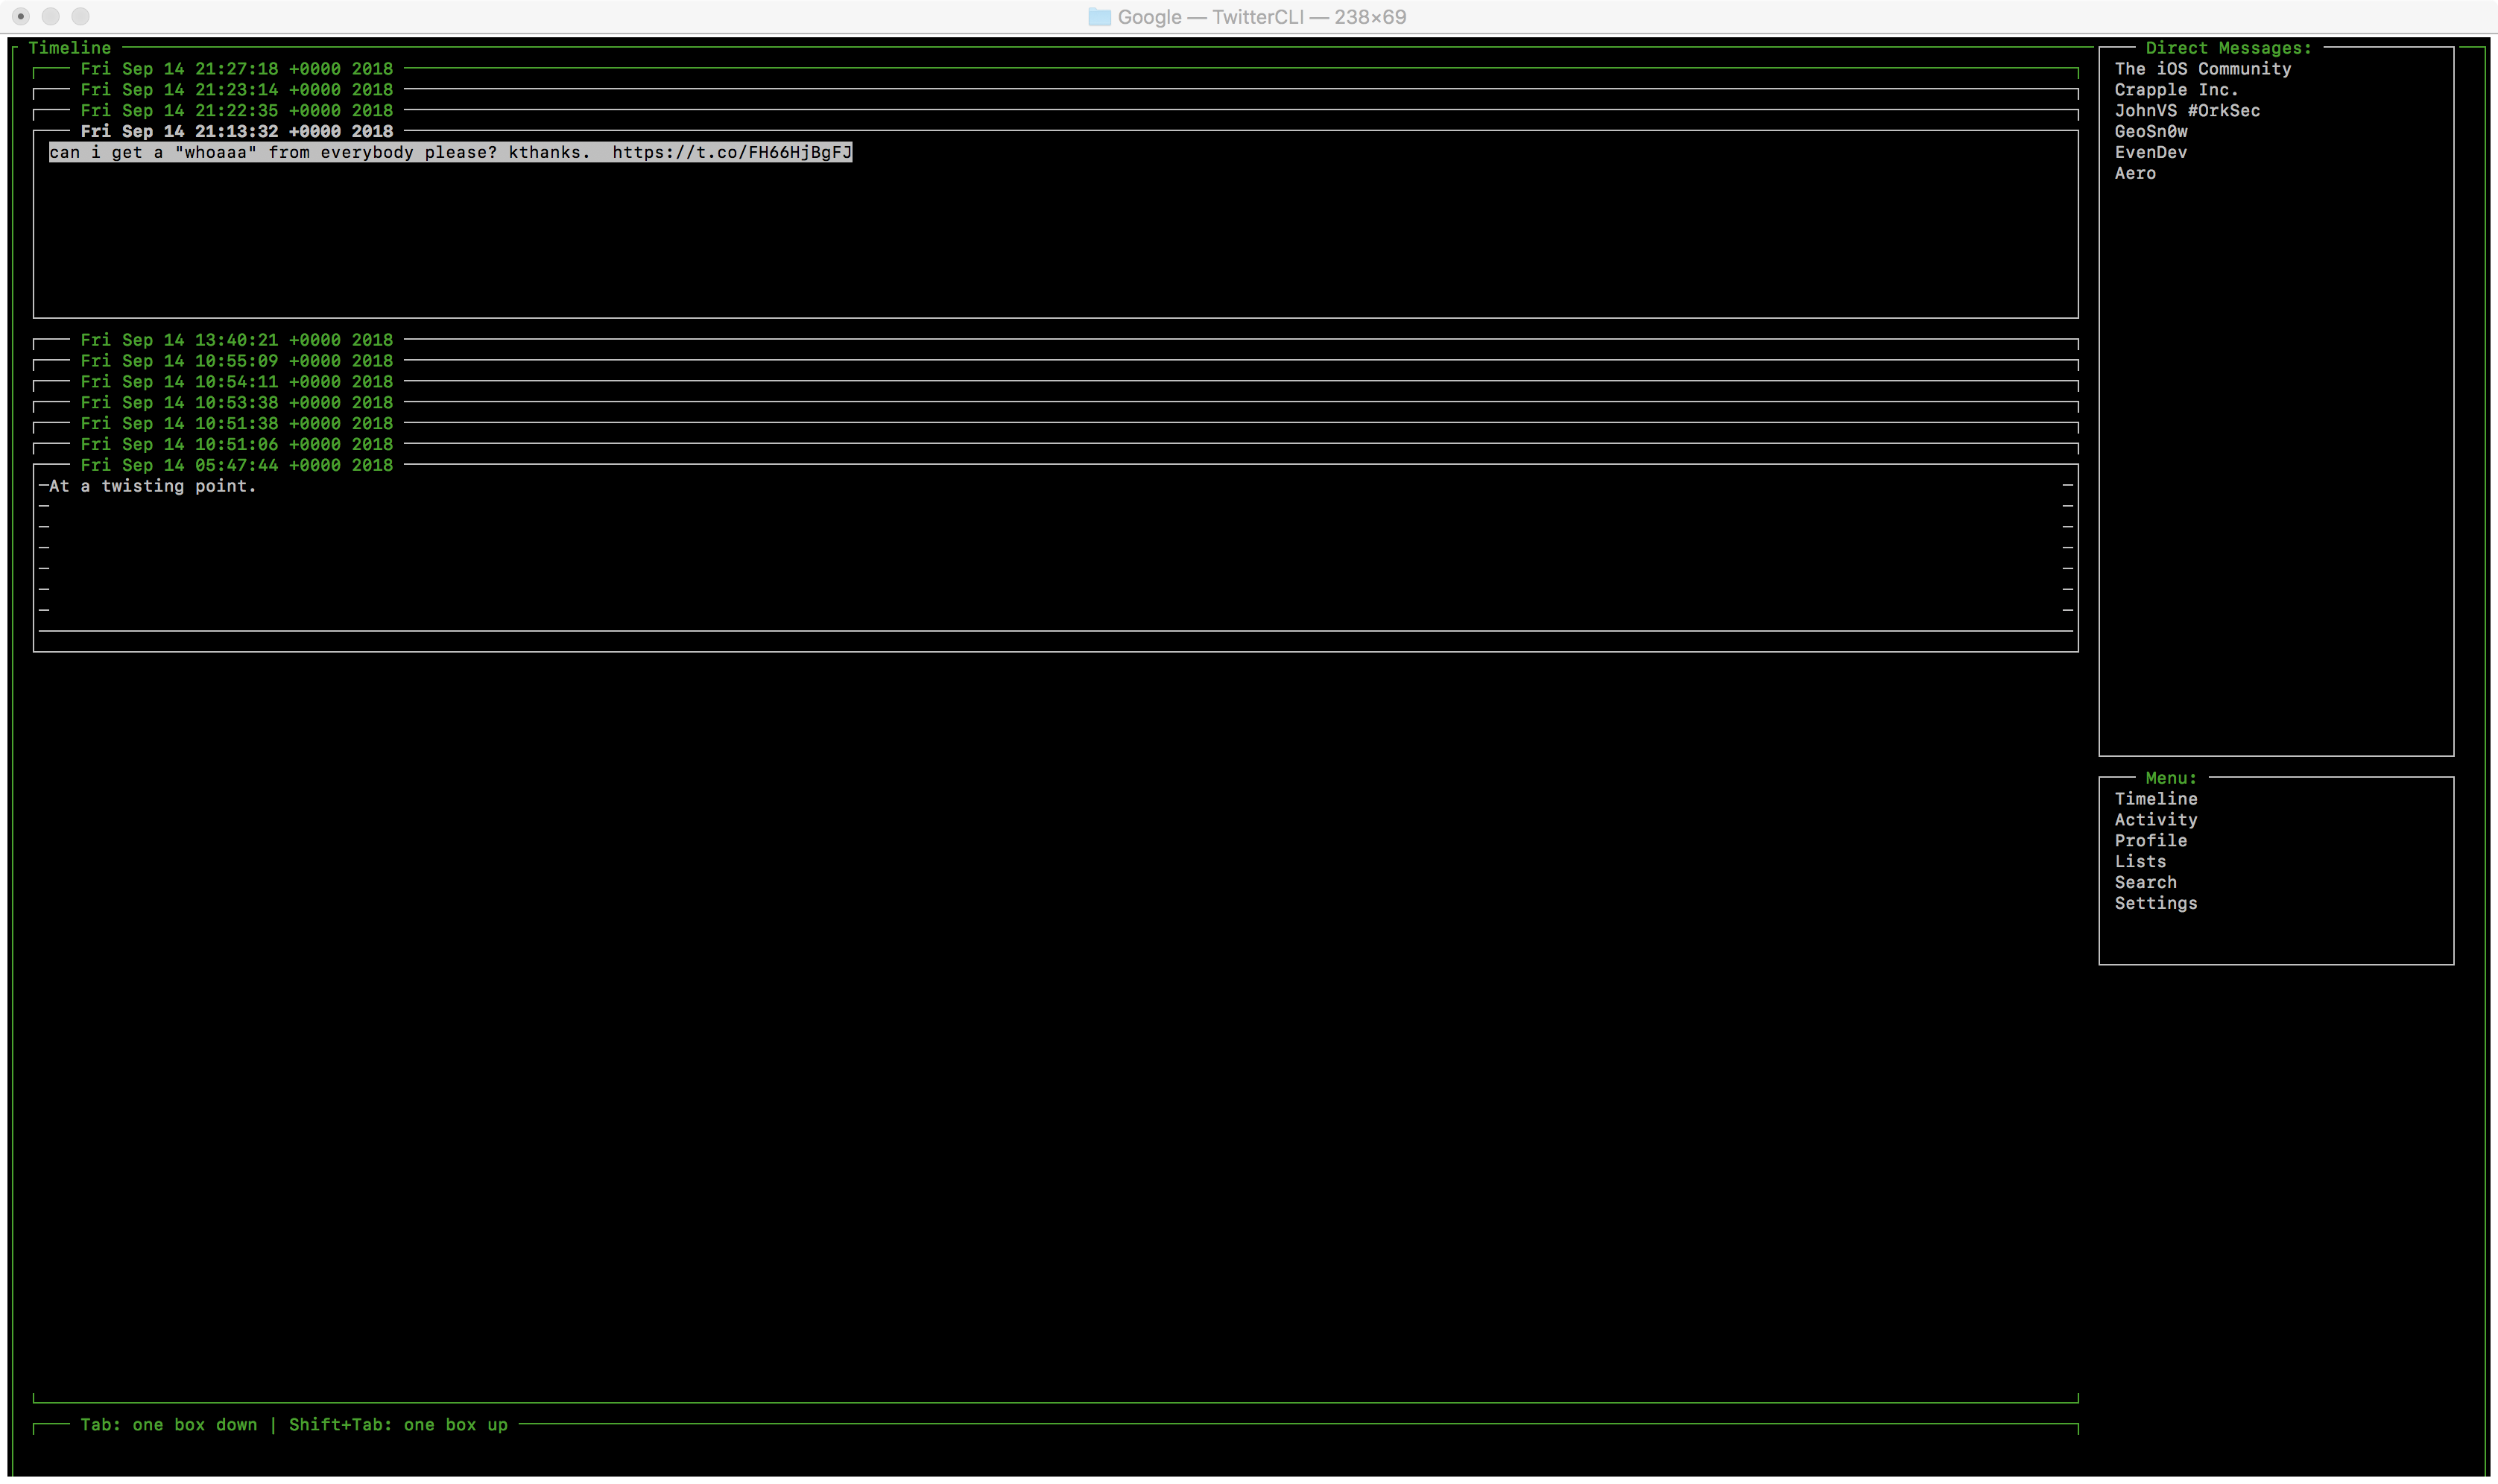 Google — TwitterCLI — 238×69
Timeline
Fri Sep 14 21:27:18 +0000 2018
Fri Sep 14 21:23:14 +0000 2018
Fri Sep 14 21:22:35 +0000 2018
Fri Sep 14 21:13:32 +0000 2018
can i get a "whoaaa" from everybody please? kthanks.  https://t.co/FH66HjBgFJ
Fri Sep 14 13:40:21 +0000 2018
Fri Sep 14 10:55:09 +0000 2018
Fri Sep 14 10:54:11 +0000 2018
Fri Sep 14 10:53:38 +0000 2018
Fri Sep 14 10:51:38 +0000 2018
Fri Sep 14 10:51:06 +0000 2018
Fri Sep 14 05:47:44 +0000 2018
At a twisting point.
Direct Messages:
The iOS Community
Crapple Inc.
JohnVS #OrkSec
GeoSn0w
EvenDev
Aero
Menu:
Timeline
Activity
Profile
Lists
Search
Settings
Tab: one box down | Shift+Tab: one box up